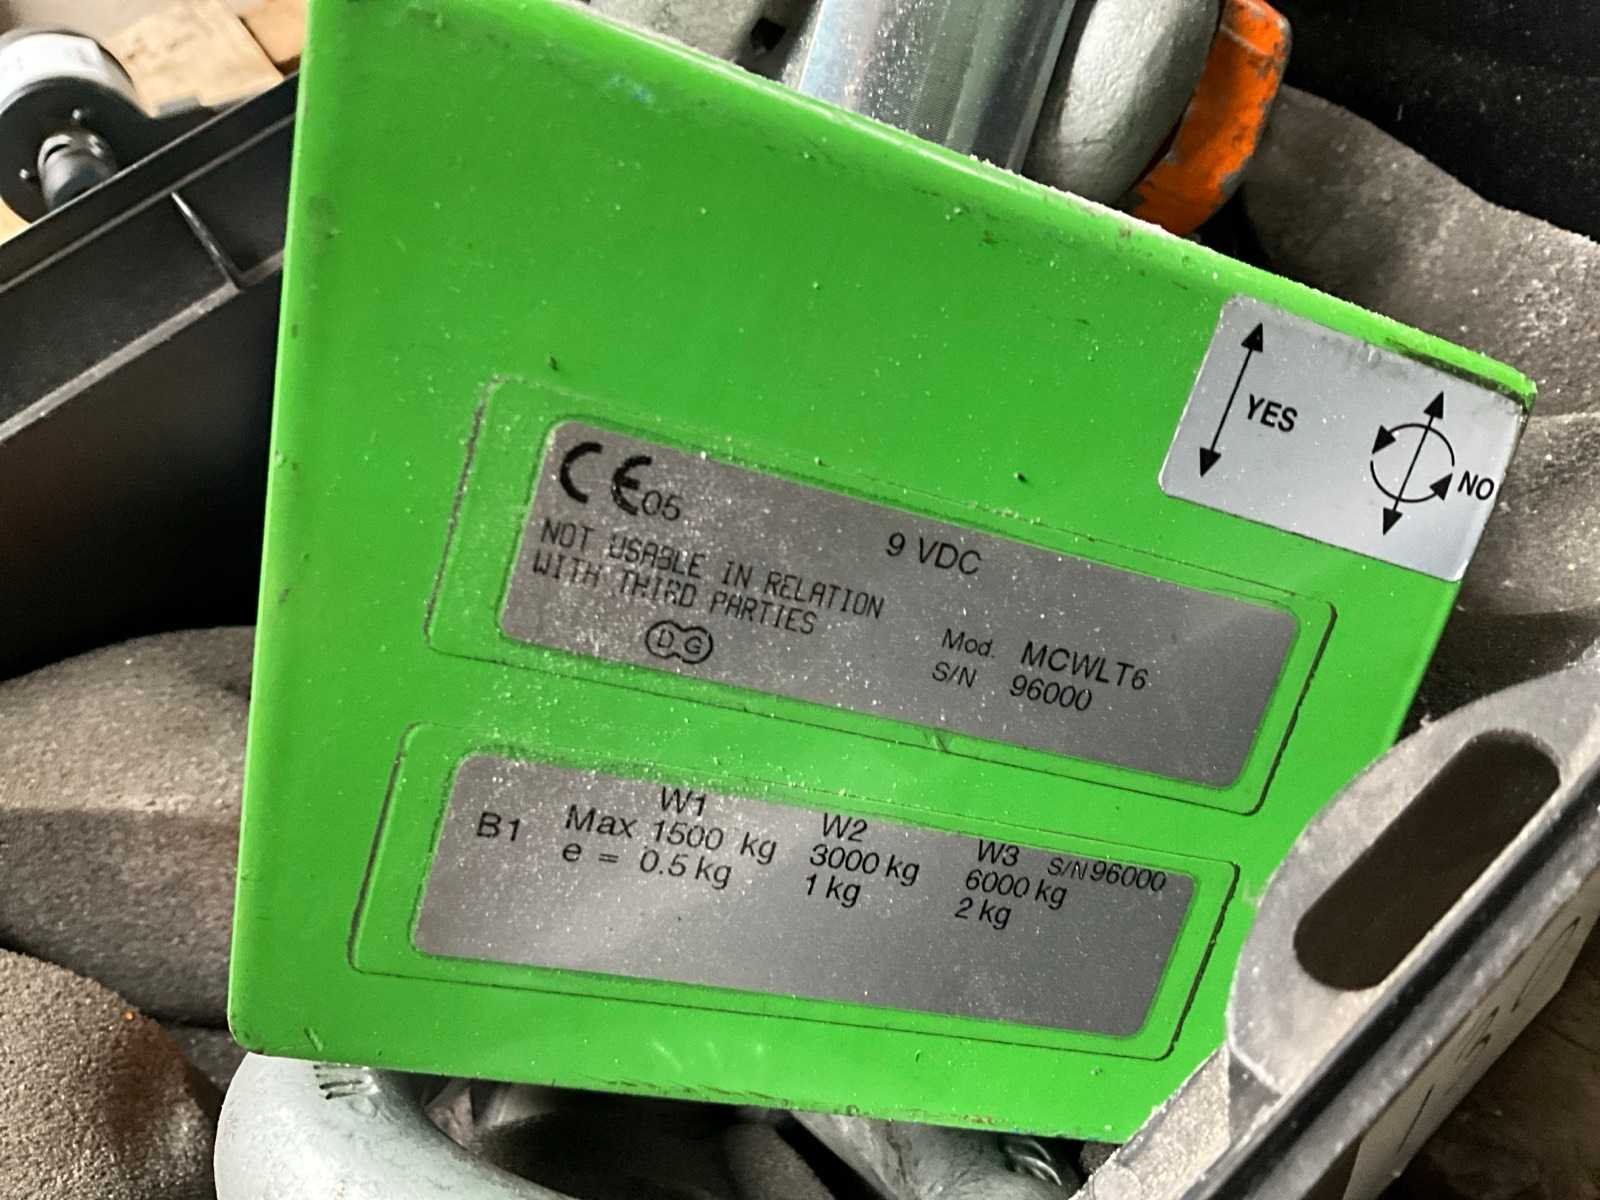 YES
NO
CE05
9 VDC
NOT USABLE IN RELATION
WITH THIRD PARTIES
DG
Mod. MCWLT6
S/N 96000
W1 W2 W3 S/N 96000
B1 Max 1500 kg 3000 kg 6000 kg
e = 0.5 kg 1 kg 2 kg